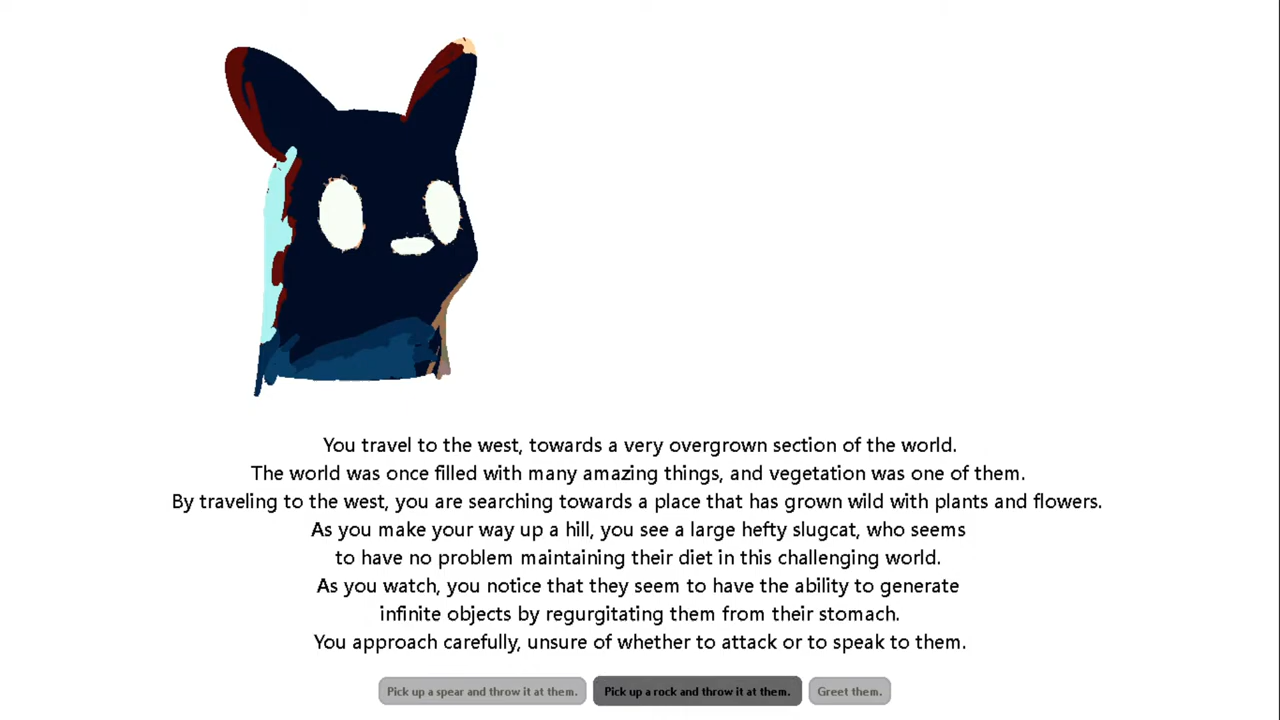 You travel to the west, towards a very overgrown section of the world.
The world was once filled with many amazing things, and vegetation was one of them.
By traveling to the west, you are searching towards a place that has grown wild with plants and flowers.
As you make your way up a hill, you see a large hefty slugcat, who seems
to have no problem maintaining their diet in this challenging world.
As you watch, you notice that they seem to have the ability to generate
infinite objects by regurgitating them from their stomach.
You approach carefully, unsure of whether to attack or to speak to them.
Pick up a spear and throw it at them. Pick up a rock and throw it at them. Greet them.